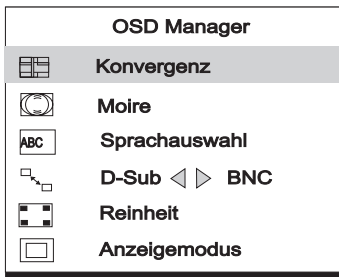 OSD Manager
Konvergenz
Moire
ABC Sprachauswahl
D-Sub ◁ ▷ BNC
Reinheit
Anzeigemodus